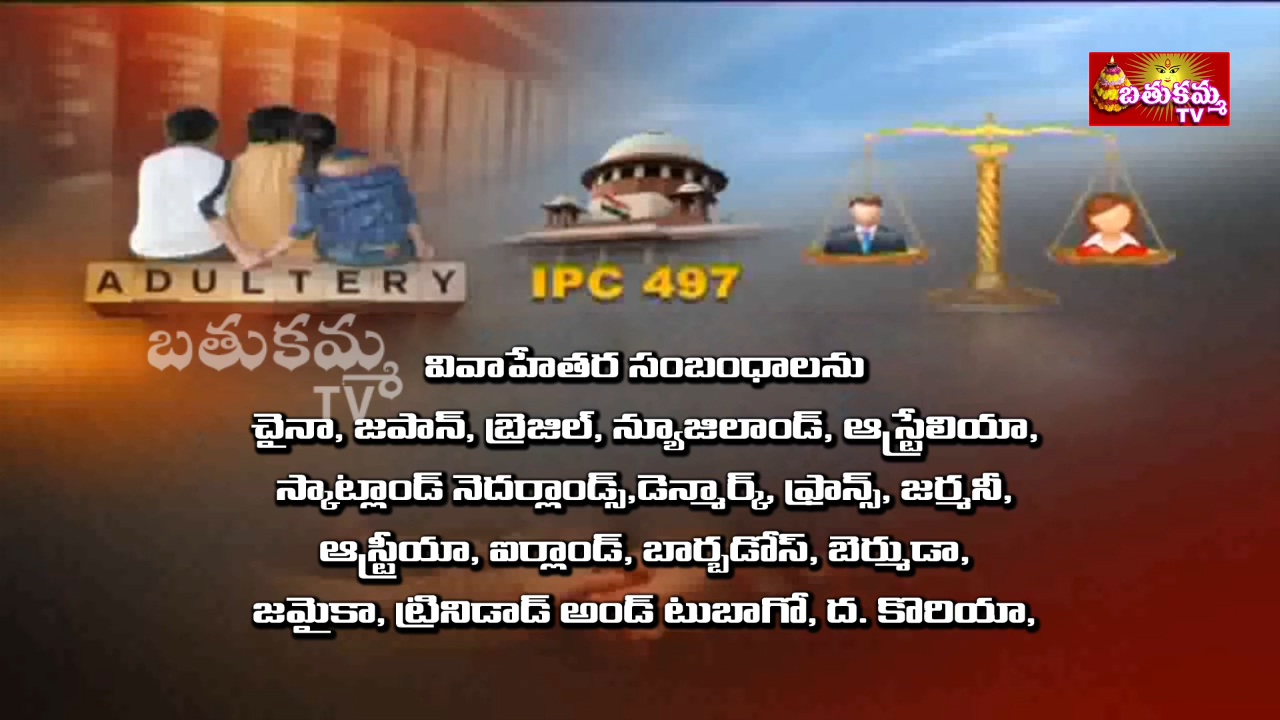 బతుకమ్మ
TV
ADULTERY
IPC 497
బతుకమ్మ
TV
వివాహేతర సంబంధాలను
చైనా, జపాన్, బ్రెజిల్, న్యూజిలాండ్, ఆస్ట్రేలియా,
స్కాట్లాండ్ నెదర్లాండ్స్,డెన్మార్క్, ఫ్రాన్స్, జర్మనీ,
ఆస్ట్రియా, ఐర్లాండ్, బార్బడోస్, బెర్ముడా,
జమైకా, ట్రినిడాడ్ అండ్ టుబాగో, ద. కొరియా,